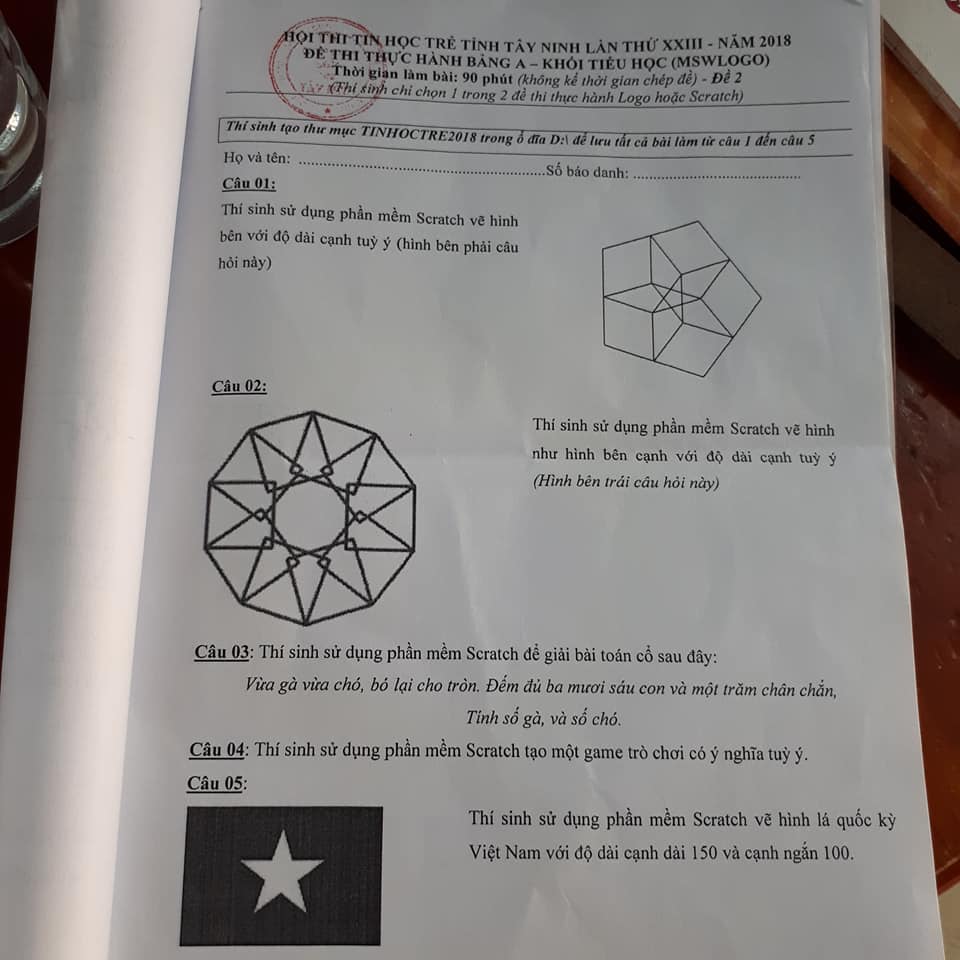 HỘI THI TIN HỌC TRẺ TỈNH TÂY NINH LẦN THỨ XXIII - NĂM 2018
ĐỀ THI THỰC HÀNH BẢNG A – KHỐI TIỂU HỌC (MSWLOGO)
Thời gian làm bài: 90 phút (không kể thời gian chép đề) - Đề 2
(Thí sinh chỉ chọn 1 trong 2 đề thi thực hành Logo hoặc Scratch)
Thí sinh tạo thư mục TINHOCTRE2018 trong ổ đĩa D:\ để lưu tất cả bài làm từ câu 1 đến câu 5
Họ và tên: ............................................................Số báo danh: ........................................
Câu 01:
Thí sinh sử dụng phần mềm Scratch vẽ hình
bên với độ dài cạnh tuỳ ý (hình bên phải câu
hỏi này)
Câu 02:
Thí sinh sử dụng phần mềm Scratch vẽ hình
như hình bên cạnh với độ dài cạnh tuỳ ý
(Hình bên trái câu hỏi này)
Câu 03: Thí sinh sử dụng phần mềm Scratch để giải bài toán cổ sau đây:
Vừa gà vừa chó, bó lại cho tròn. Đếm đủ ba mươi sáu con và một trăm chân chẵn,
Tính số gà, và số chó.
Câu 04: Thí sinh sử dụng phần mềm Scratch tạo một game trò chơi có ý nghĩa tuỳ ý.
Câu 05:
Thí sinh sử dụng phần mềm Scratch vẽ hình lá quốc kỳ
Việt Nam với độ dài cạnh dài 150 và cạnh ngắn 100.